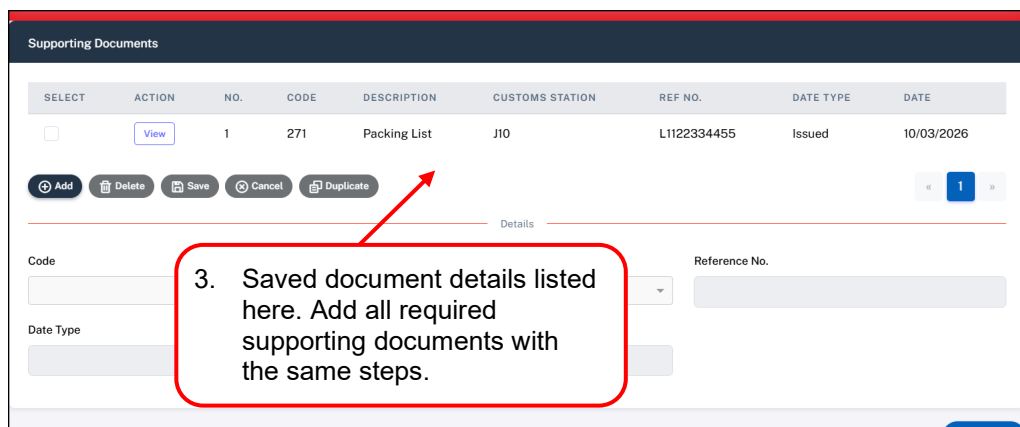 Supporting Documents
SELECT ACTION NO. CODE DESCRIPTION CUSTOMS STATION REF NO. DATE TYPE DATE
View 1 271 Packing List J10 L1122334455 Issued 10/03/2026
Add Delete Save Cancel Duplicate « 1 »
Details
Code Reference No.
3. Saved document details listed
here. Add all required
supporting documents with
the same steps.
Date Type